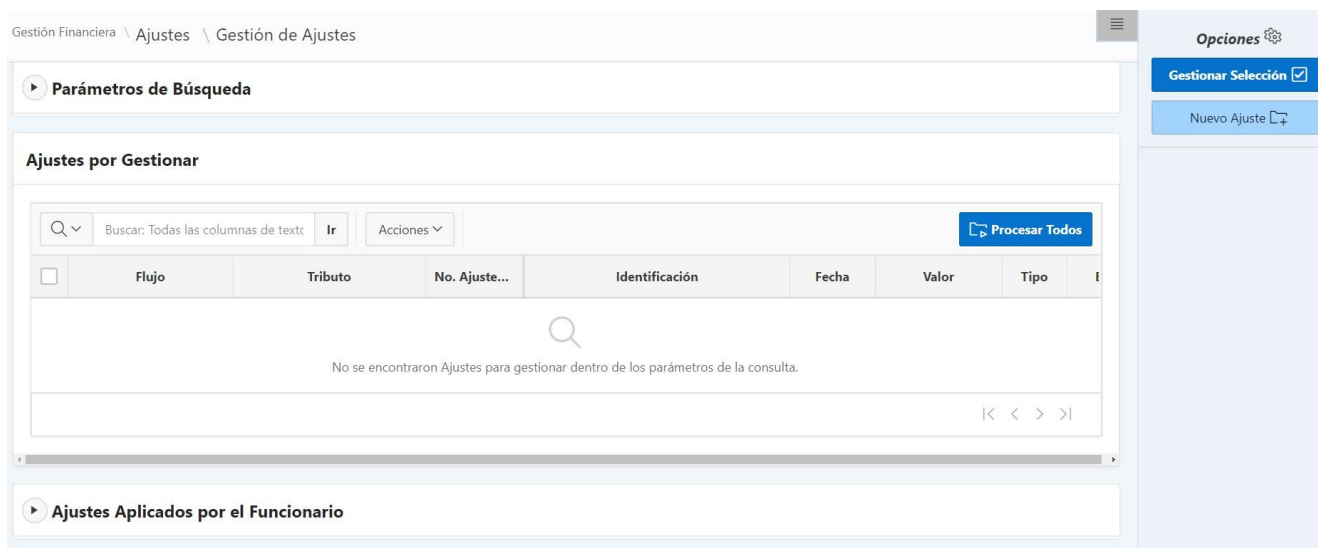 Gestión Financiera \ Ajustes \ Gestión de Ajustes
Opciones
Gestionar Selección
Nuevo Ajuste
Parámetros de Búsqueda
Ajustes por Gestionar
Buscar: Todas las columnas de texto Ir Acciones Procesar Todos
Flujo Tributo No. Ajuste... Identificación Fecha Valor Tipo
No se encontraron Ajustes para gestionar dentro de los parámetros de la consulta.
Ajustes Aplicados por el Funcionario